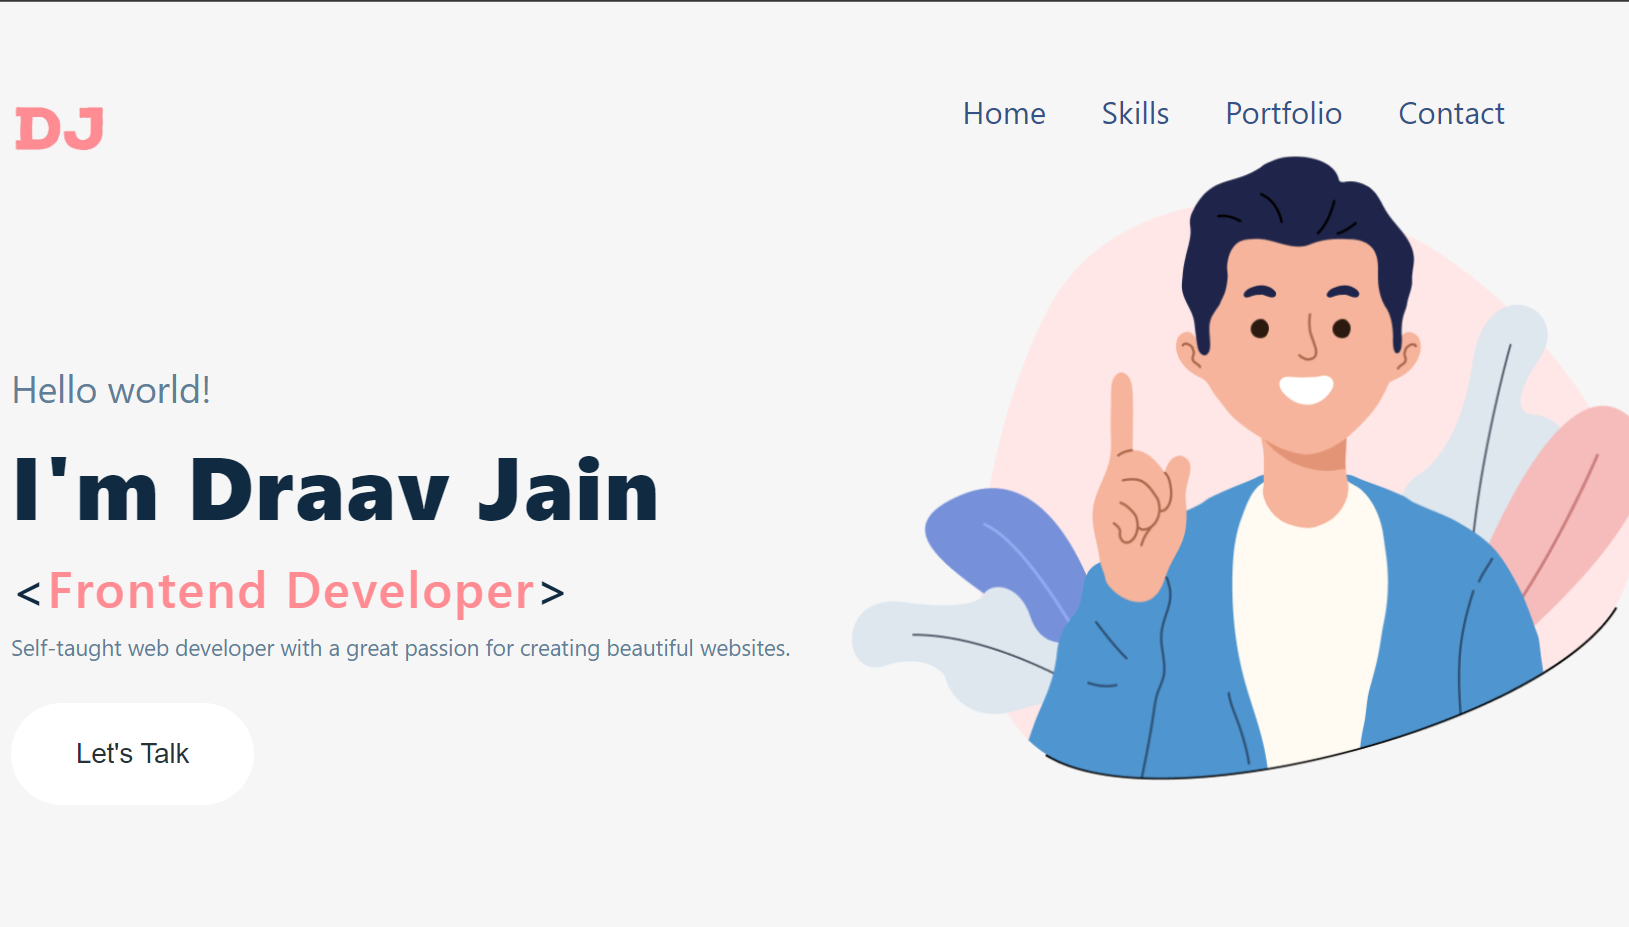 DJ
Home Skills Portfolio Contact
Hello world!
I'm Draav Jain
<Frontend Developer>
Self-taught web developer with a great passion for creating beautiful websites.
Let's Talk